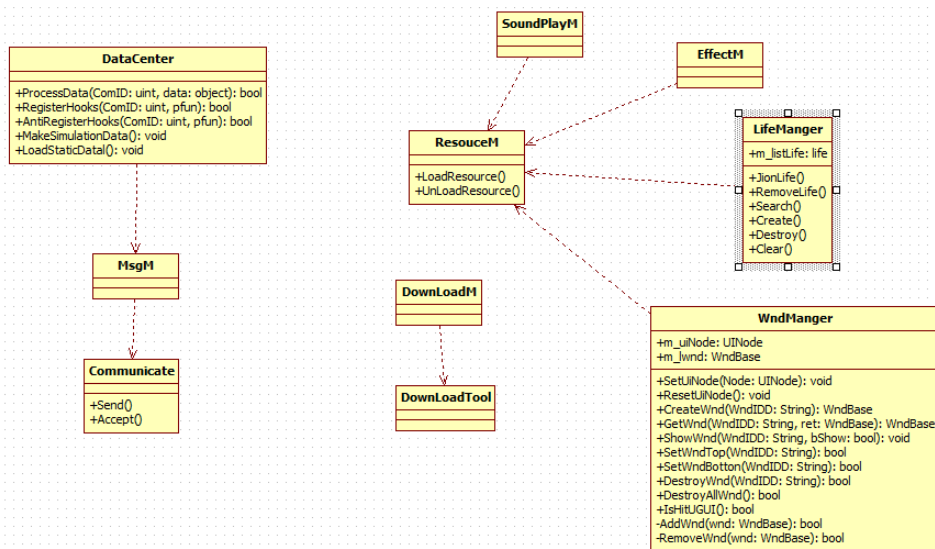 SoundPlayM
EffectM
DataCenter
+ProcessData(ComID: uint, data: object): bool
+RegisterHooks(ComID: uint, pfun): bool
+AntiRegisterHooks(ComID: uint, pfun): bool
+MakeSimulationData(): void
+LoadStaticDatal(): void
ResouceM
+LoadResource()
+UnLoadResource()
LifeManger
+m_listLife: life
+JionLife()
+RemoveLife()
+Search()
+Create()
+Destroy()
+Clear()
MsgM
DownLoadM
Communicate
+Send()
+Accept()
DownLoadTool
WndManger
+m_uiNode: UINode
+m_lwnd: WndBase
+SetUiNode(Node: UINode): void
+ResetUiNode(): void
+CreateWnd(WndIDD: String): WndBase
+GetWnd(WndIDD: String, ret: WndBase): WndBase
+ShowWnd(WndIDD: String, bShow: bool): void
+SetWndTop(WndIDD: String): bool
+SetWndBotton(WndIDD: String): bool
+DestroyWnd(WndIDD: String): bool
+DestroyAllWnd(): bool
+IsHitUGUI(): bool
-AddWnd(wnd: WndBase): bool
-RemoveWnd(wnd: WndBase): bool